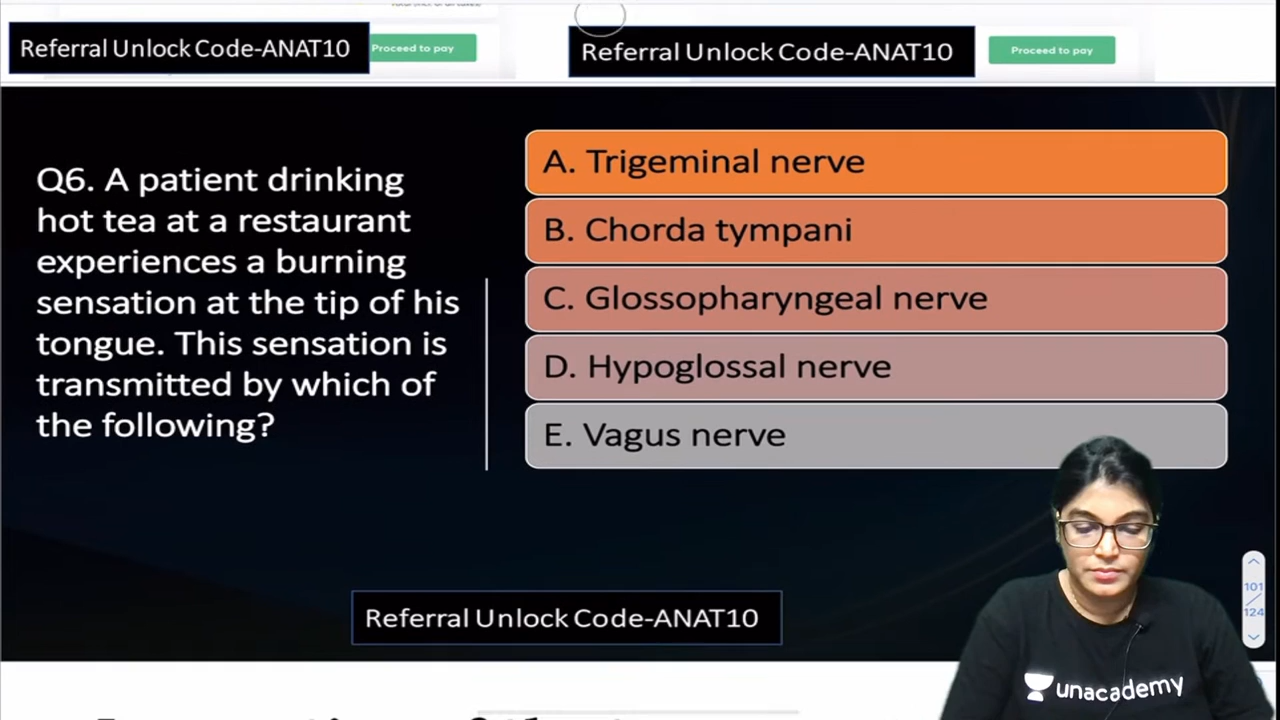 Referral Unlock Code-ANAT10
Proceed to pay
Referral Unlock Code-ANAT10
Proceed to pay
Q6. A patient drinking
hot tea at a restaurant
experiences a burning
sensation at the tip of his
tongue. This sensation is
transmitted by which of
the following?
A. Trigeminal nerve
B. Chorda tympani
C. Glossopharyngeal nerve
D. Hypoglossal nerve
E. Vagus nerve
Referral Unlock Code-ANAT10
101
124
unacademy